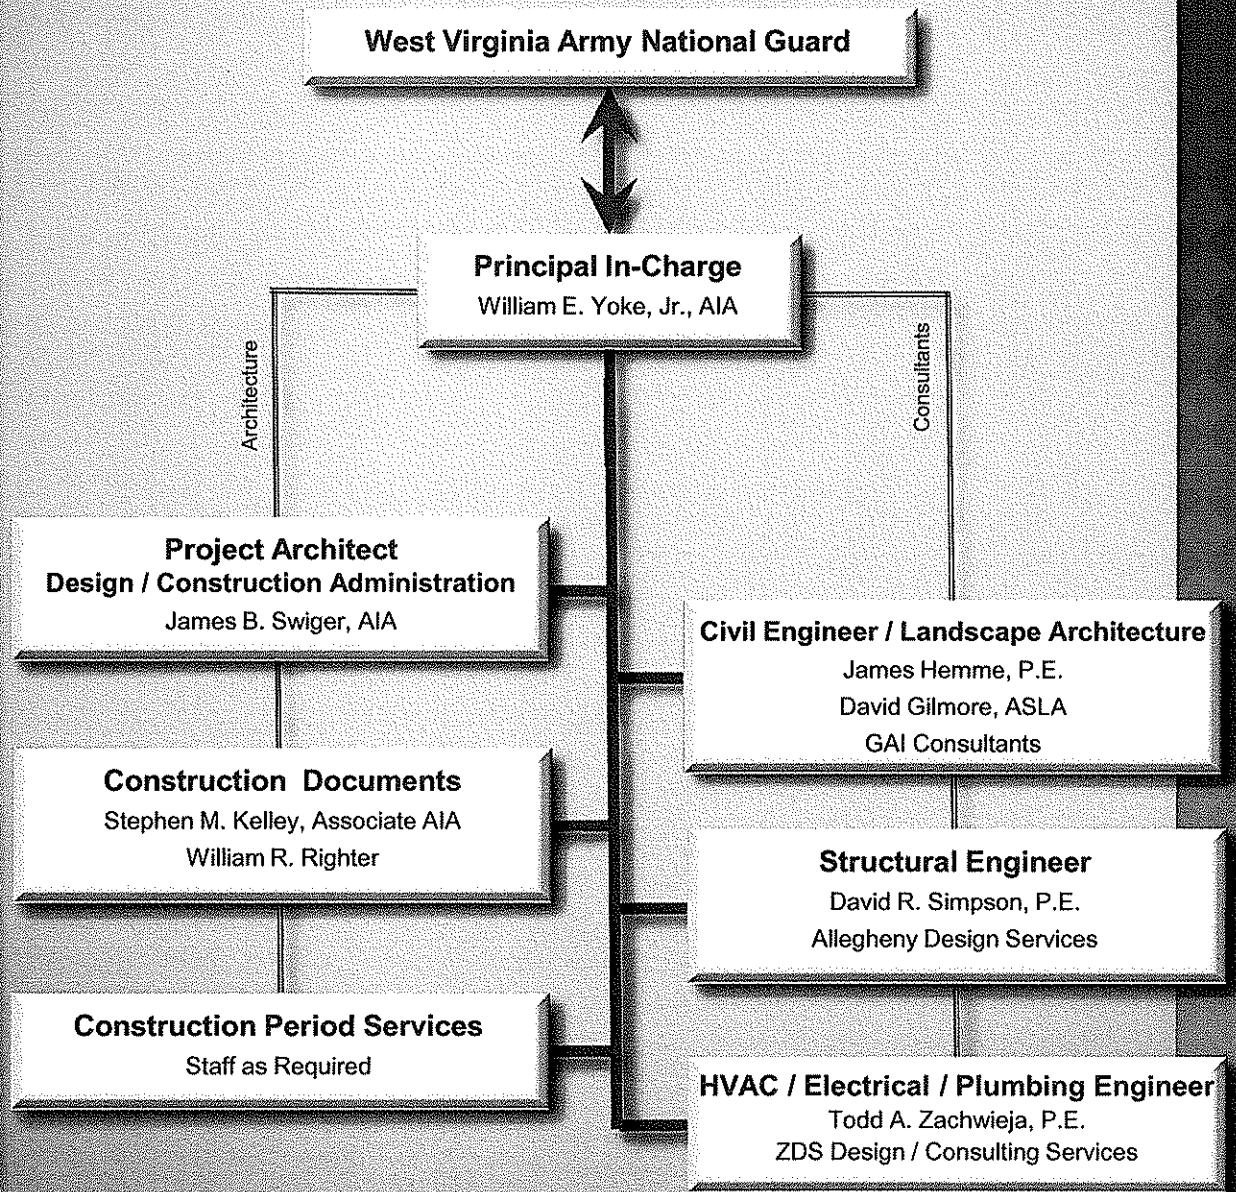 West Virginia Army National Guard
Principal In-Charge
William E. Yoke, Jr., AIA
Architecture
Consultants
Project Architect
Design / Construction Administration
James B. Swiger, AIA
Construction Documents
Stephen M. Kelley, Associate AIA
William R. Righter
Construction Period Services
Staff as Required
Civil Engineer / Landscape Architecture
James Hemme, P.E.
David Gilmore, ASLA
GAI Consultants
Structural Engineer
David R. Simpson, P.E.
Allegheny Design Services
HVAC / Electrical / Plumbing Engineer
Todd A. Zachwieja, P.E.
ZDS Design / Consulting Services